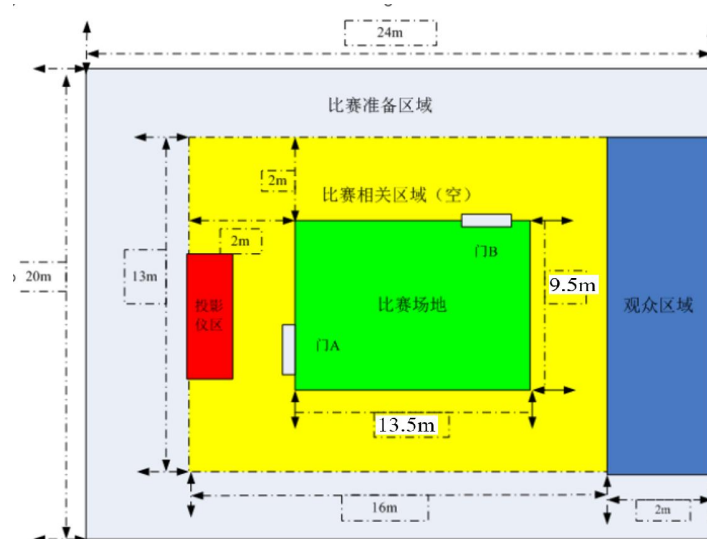 24m
比赛准备区域
2m
比赛相关区域（空）
2m
门B
20m
13m
投影
仪区
比赛场地
9.5m
观众区域
门A
13.5m
16m
2m